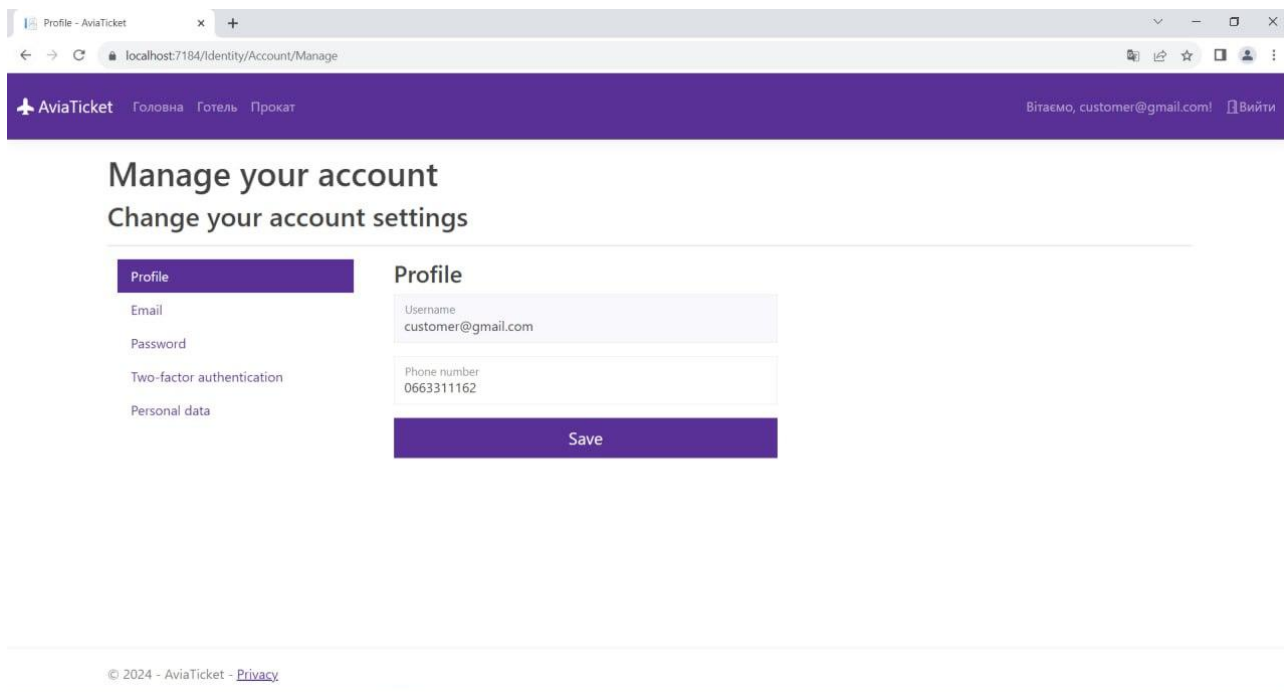 Profile - AviaTicket
localhost:7184/Identity/Account/Manage
AviaTicket Головна Готель Прокат Вітаємо, customer@gmail.com! Вийти
Manage your account
Change your account settings
Profile
Email
Password
Two-factor authentication
Personal data
Profile
Username
customer@gmail.com
Phone number
0663311162
Save
© 2024 - AviaTicket - Privacy